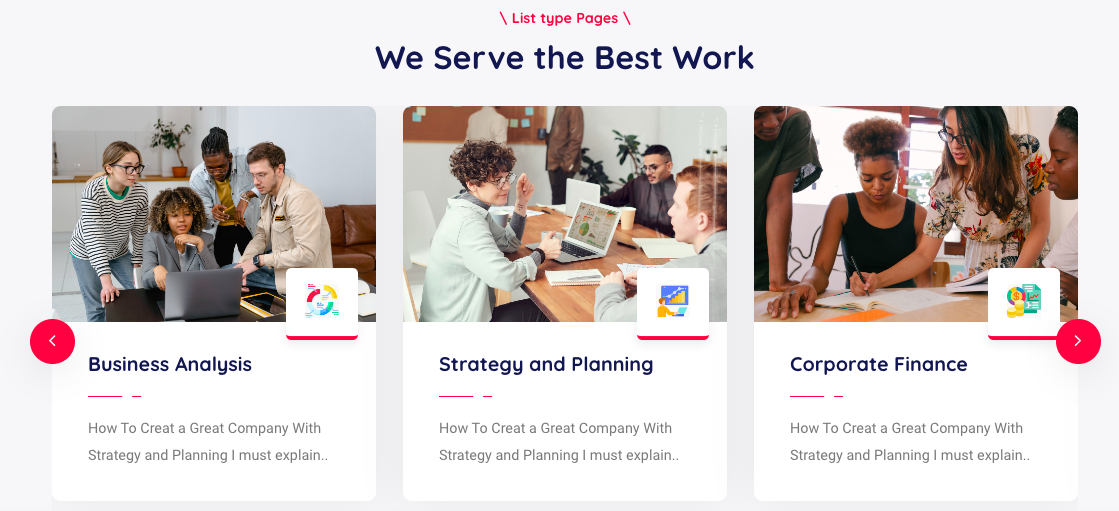 \ List type Pages \
We Serve the Best Work
Business Analysis
How To Creat a Great Company With
Strategy and Planning I must explain..
Strategy and Planning
How To Creat a Great Company With
Strategy and Planning I must explain..
Corporate Finance
How To Creat a Great Company With
Strategy and Planning I must explain..